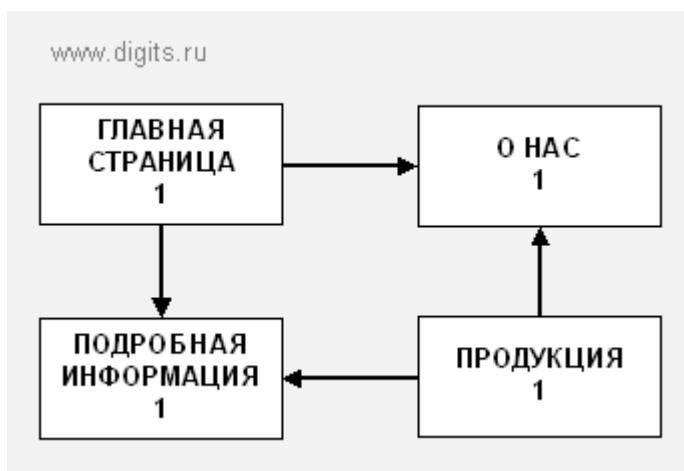 www.digits.ru
ГЛАВНАЯ
СТРАНИЦА
1
О НАС
1
ПОДРОБНАЯ
ИНФОРМАЦИЯ
1
ПРОДУКЦИЯ
1